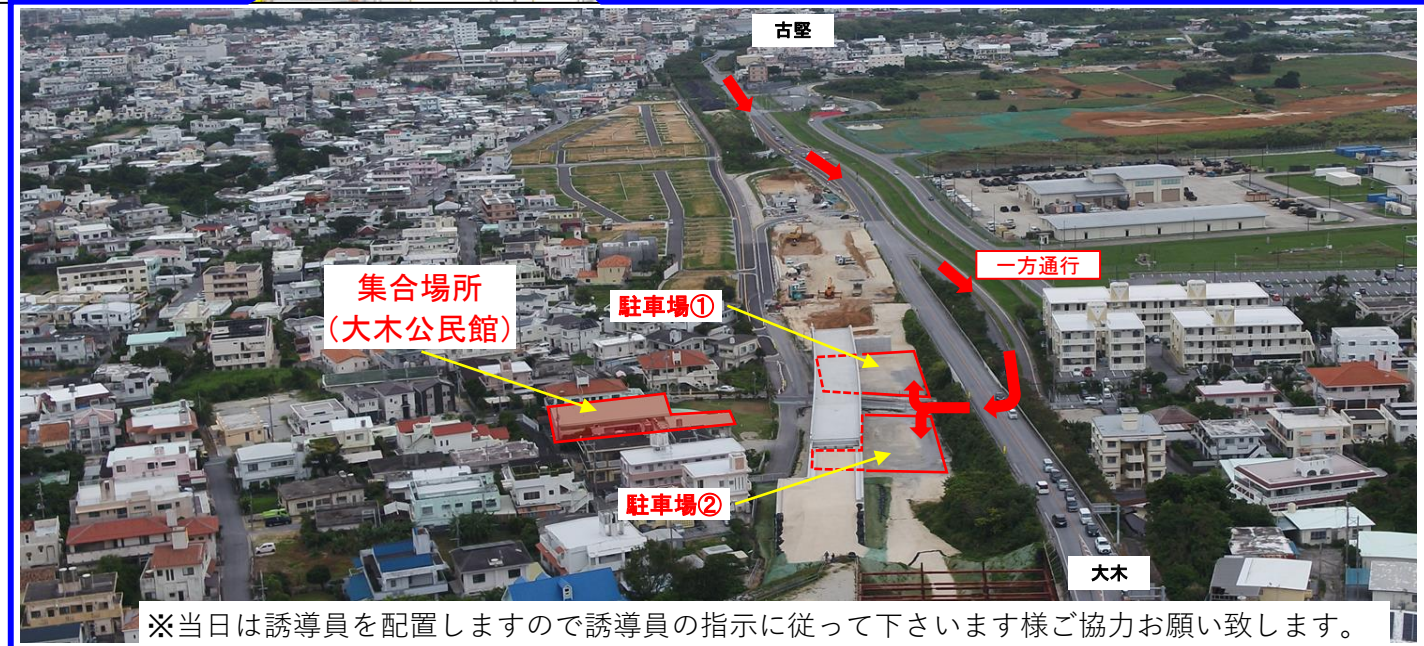 古堅
一方通行
集合場所
(大木公民館)
駐車場①
駐車場②
大木
※当日は誘導員を配置しますので誘導員の指示に従って下さいます様ご協力お願い致します。